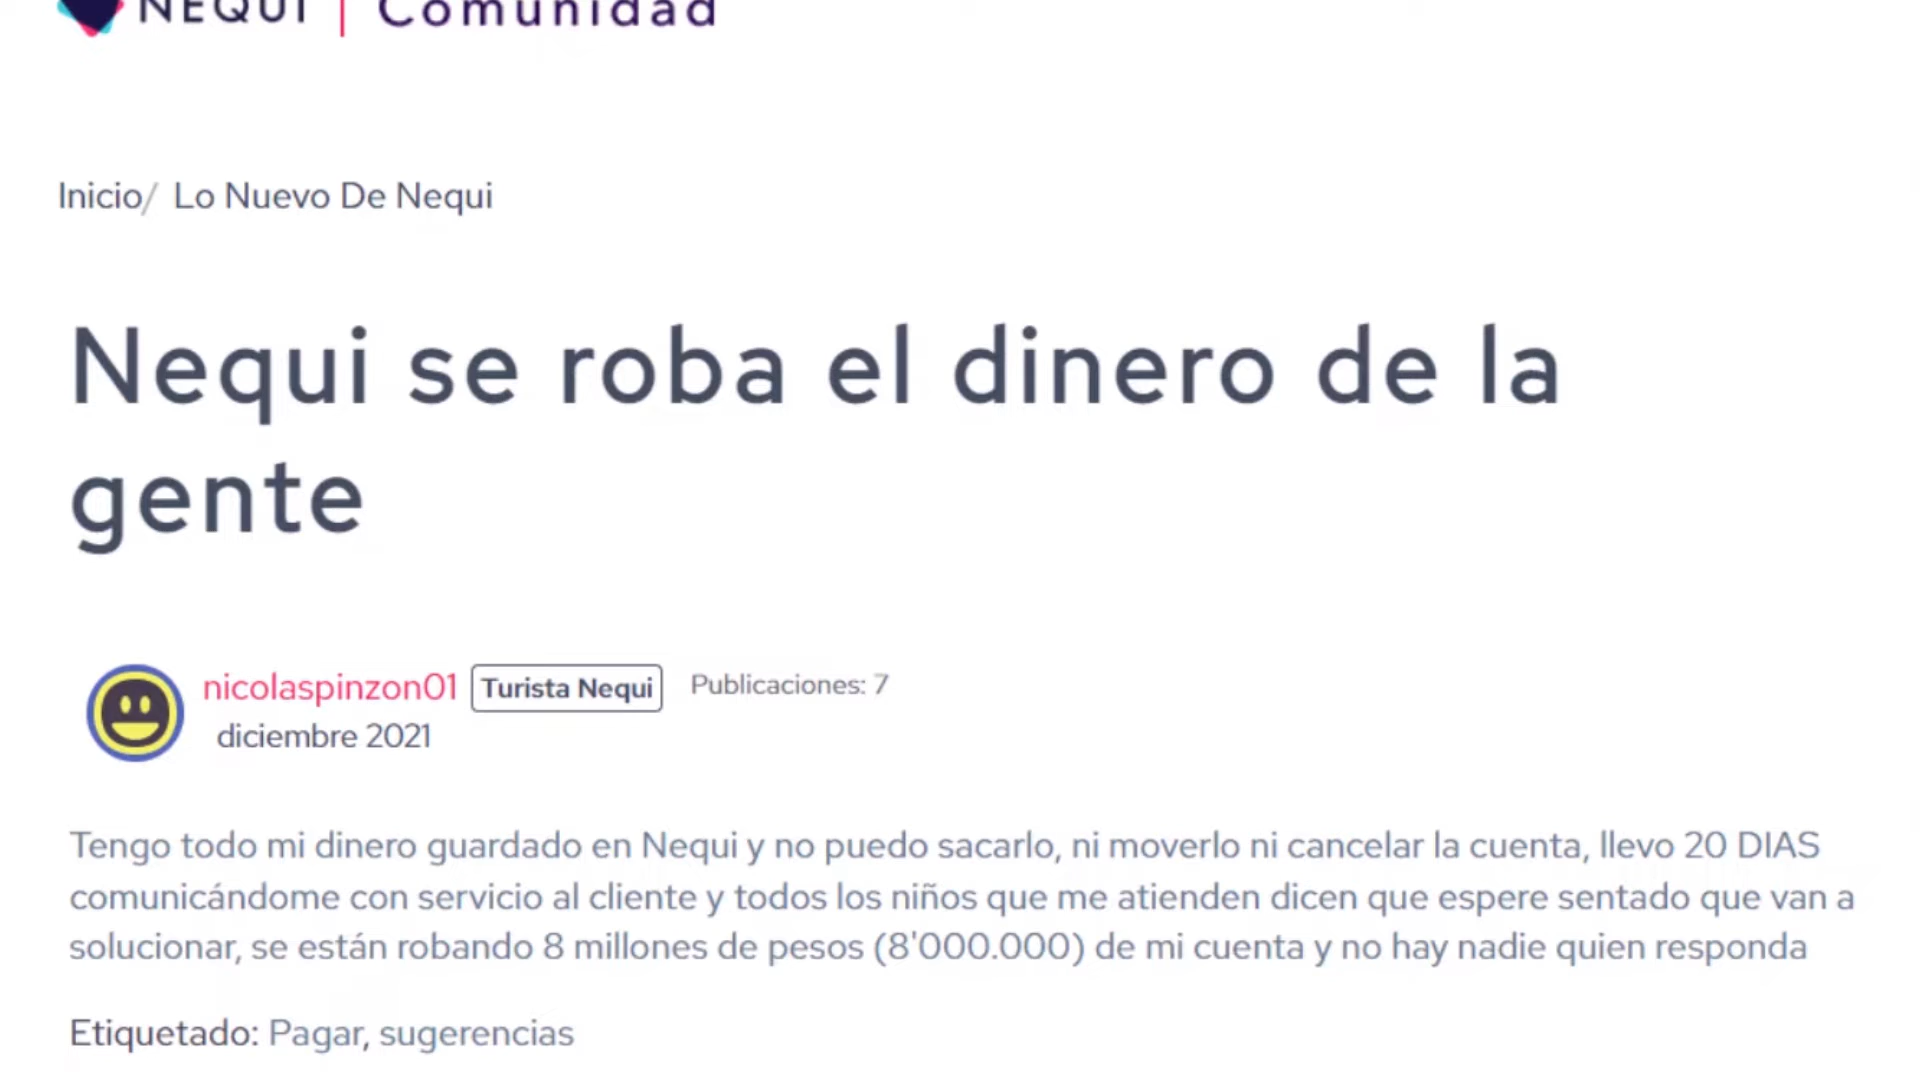 NEQUI | Comunidad
Inicio/ Lo Nuevo De Nequi
Nequi se roba el dinero de la
gente
nicolaspinzon01 Turista Nequi Publicaciones: 7
diciembre 2021
Tengo todo mi dinero guardado en Nequi y no puedo sacarlo, ni moverlo ni cancelar la cuenta, llevo 20 DIAS
comunicándome con servicio al cliente y todos los niños que me atienden dicen que espere sentado que van a
solucionar, se están robando 8 millones de pesos (8'000.000) de mi cuenta y no hay nadie quien responda
Etiquetado: Pagar, sugerencias